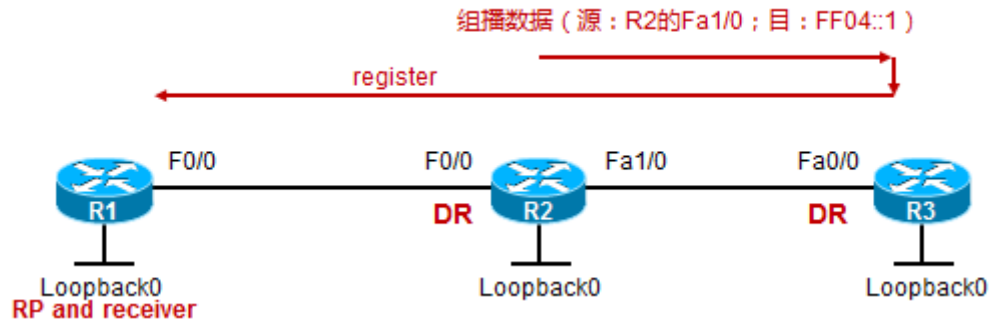 组播数据（源：R2的Fa1/0；目：FF04::1）
register
F0/0 F0/0 Fa1/0 Fa0/0
R1 DR R2 DR R3
Loopback0 Loopback0 Loopback0
RP and receiver